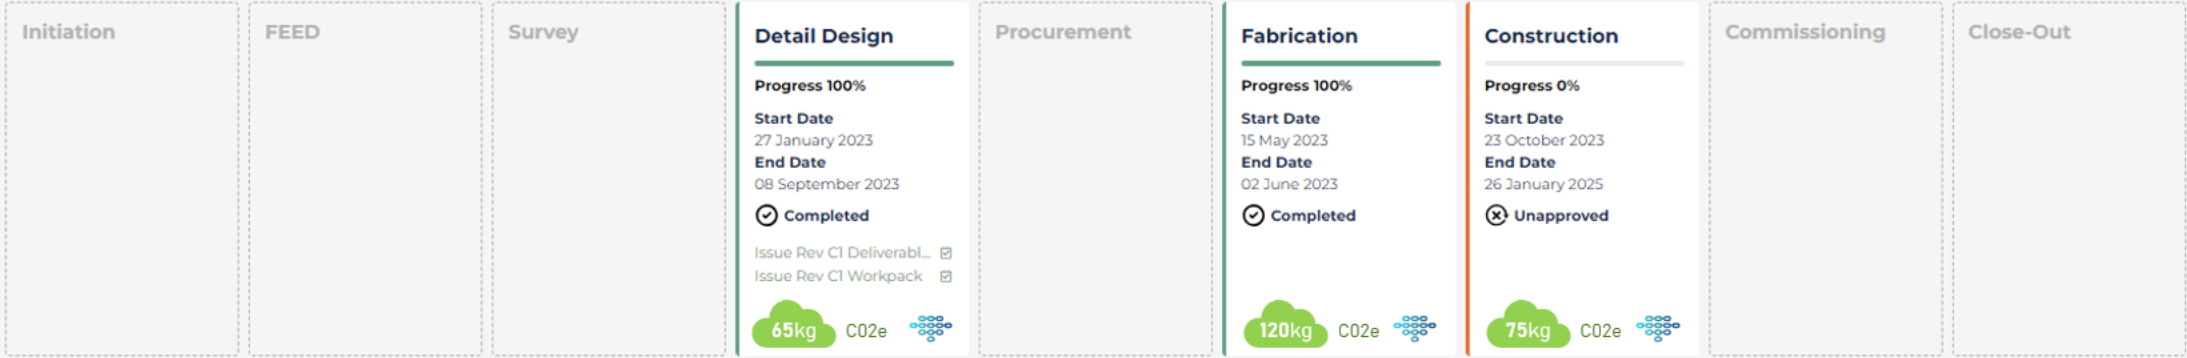 Initiation
FEED
Survey
Detail Design
Progress 100%
Start Date
27 January 2023
End Date
08 September 2023
Completed
Issue Rev C1 Deliverabl...
Issue Rev C1 Workpack
65kg C02e
Procurement
Fabrication
Progress 100%
Start Date
15 May 2023
End Date
02 June 2023
Completed
120kg C02e
Construction
Progress 0%
Start Date
23 October 2023
End Date
26 January 2025
Unapproved
75kg C02e
Commissioning
Close-Out